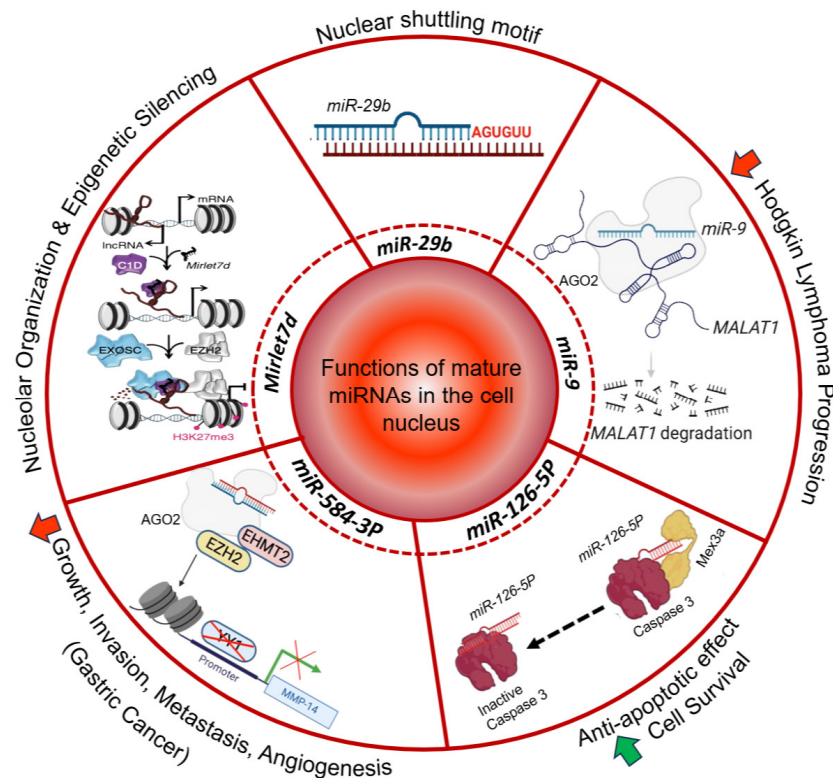 Nuclear shuttling motif
miR-29b
AGUGUU
miR-29b
Hodgkin Lymphoma Progression
miR-9
AGO2
MALAT1
MALAT1 degradation
miR-9
Anti-apoptotic effect
Cell Survival
miR-126-5P
Mex3a
Caspase 3
miR-126-5P
Inactive
Caspase 3
miR-126-5P
Growth, Invasion, Metastasis, Angiogenesis
(Gastric Cancer)
AGO2
EZH2
EHMT2
YY1
Promoter
MMP-14
miR-584-3P
Nucleolar Organization & Epigenetic Silencing
mRNA
lncRNA
C1D
Mirlet7d
EXOSC
EZH2
H3K27me3
Mirlet7d
Functions of mature
miRNAs in the cell
nucleus